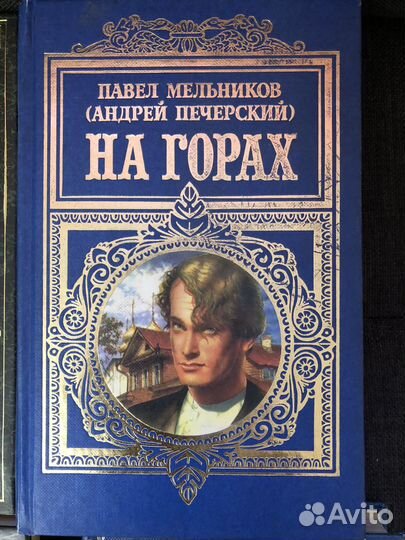 ПАВЕЛ МЕЛЬНИКОВ
(АНДРЕЙ ПЕЧЕРСКИЙ)
НА ГОРАХ
Avito